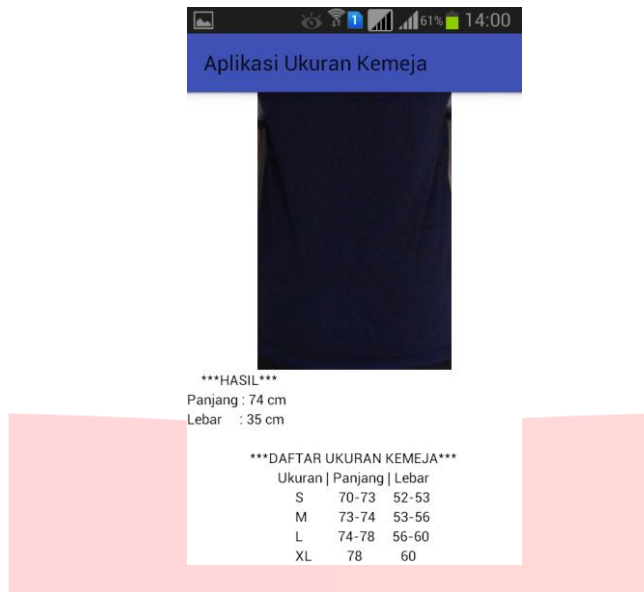 1 61% 14:00
Aplikasi Ukuran Kemeja
***HASIL***
Panjang : 74 cm
Lebar : 35 cm
***DAFTAR UKURAN KEMEJA***
Ukuran | Panjang | Lebar
S 70-73 52-53
M 73-74 53-56
L 74-78 56-60
XL 78 60